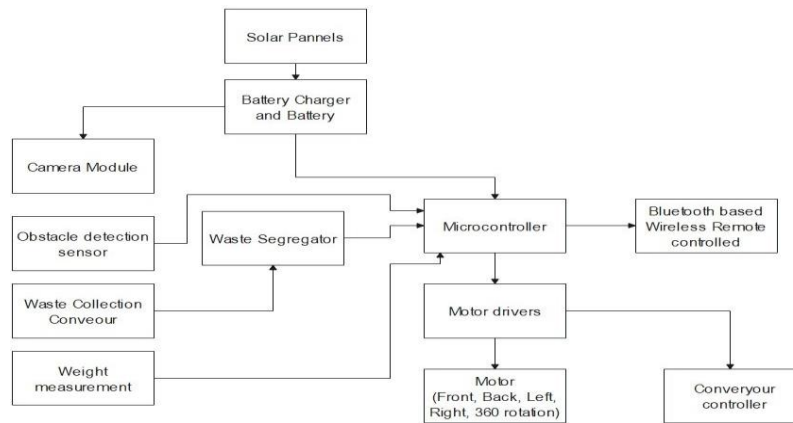 Solar Pannels
Battery Charger
and Battery
Camera Module
Obstacle detection
sensor
Waste Segregator
Microcontroller
Bluetooth based
Wireless Remote
controlled
Waste Collection
Conveour
Motor drivers
Weight
measurement
Motor
(Front, Back, Left,
Right, 360 rotation)
Converyour
controller